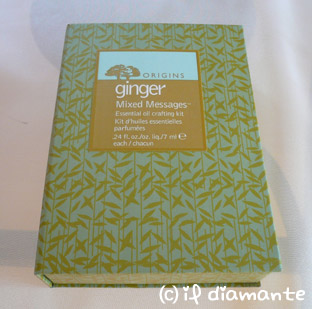 ORIGINS
ginger
Mixed Messages™
Essential oil crafting kit
Kit d'huiles essentielles
parfumées
.24 fl. oz./oz. liq./7 ml ℮
each / chacun
(c) if diamante